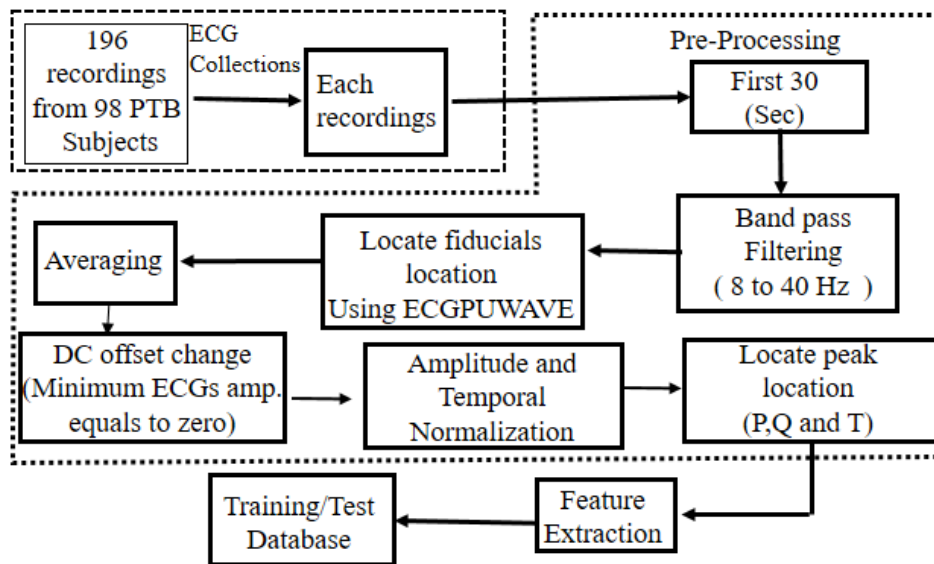 196
recordings
from 98 PTB
Subjects
ECG
Collections
Each
recordings
Pre-Processing
First 30
(Sec)
Band pass
Filtering
( 8 to 40 Hz )
Locate fiducials
location
Using ECGPUWAVE
Averaging
DC offset change
(Minimum ECGs amp.
equals to zero)
Amplitude and
Temporal
Normalization
Locate peak
location
(P,Q and T)
Feature
Extraction
Training/Test
Database